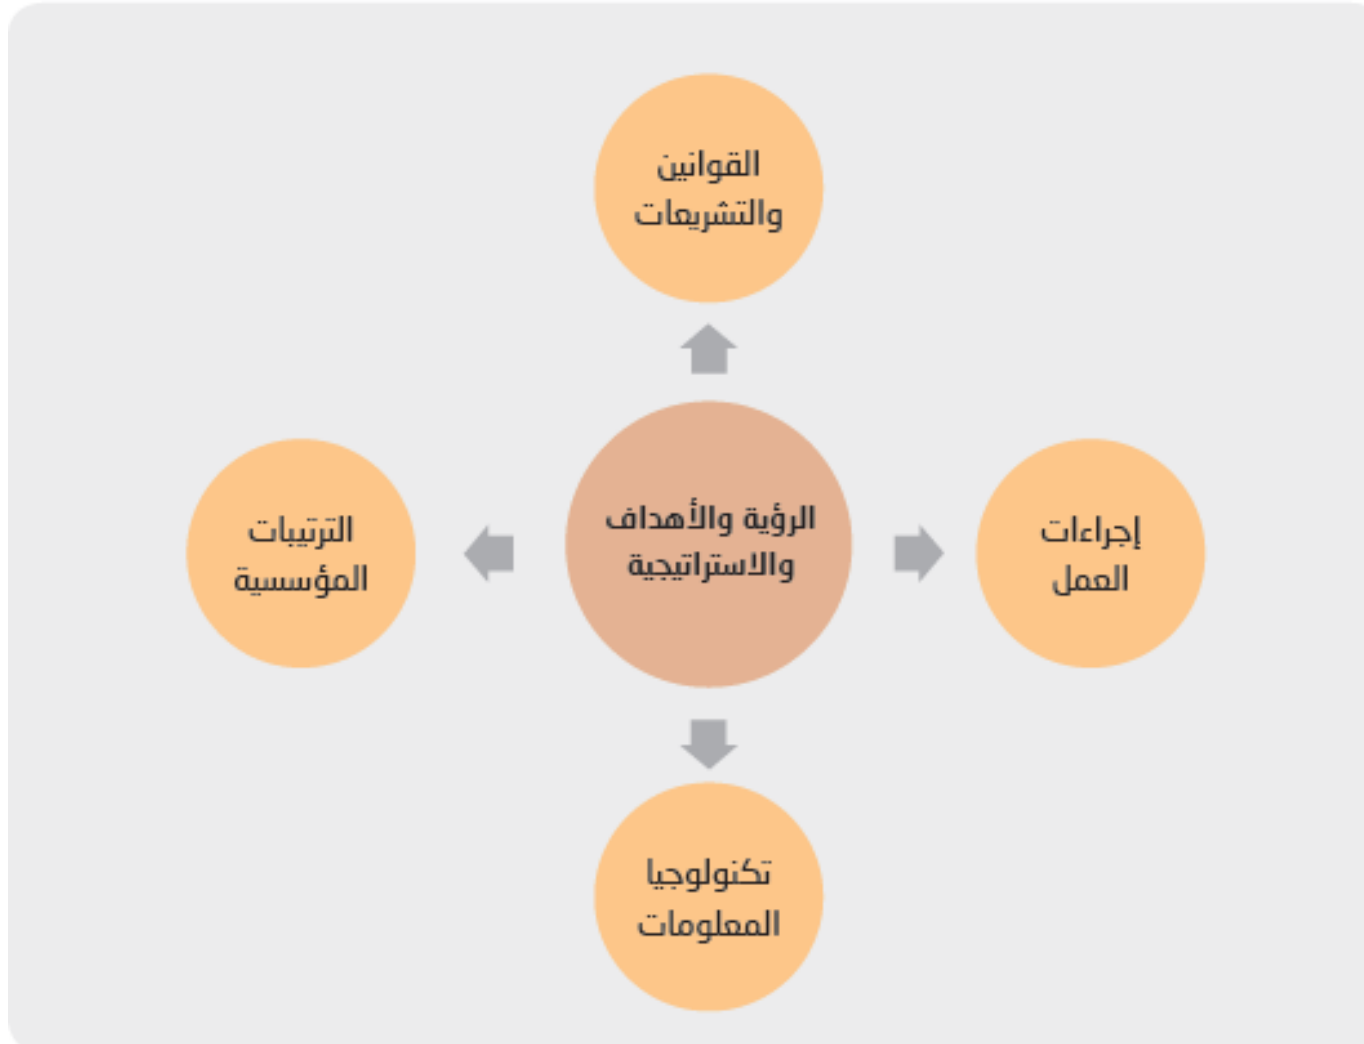 القوانين
والتشريعات
الرؤية والأهداف
والاستراتيجية
إجراءات
العمل
الترتيبات
المؤسسية
تكنولوجيا
المعلومات